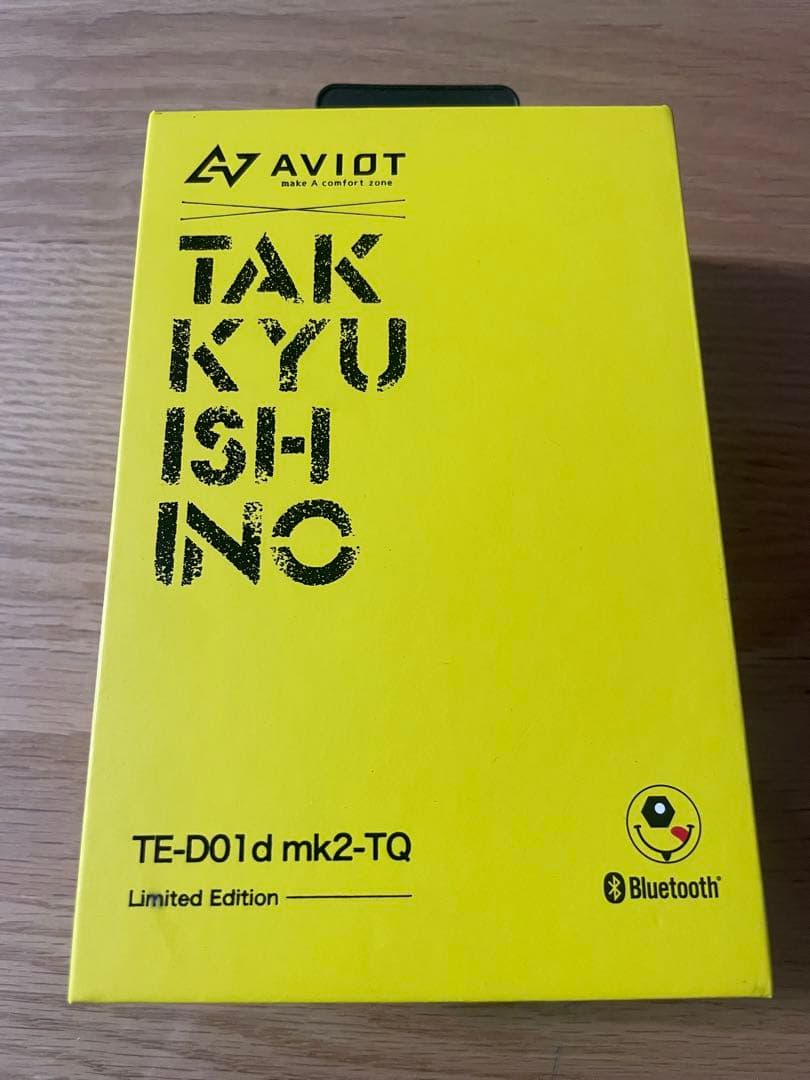 AVIOT
make A comfort zone
TAK
KYU
ISH
INO
TE-D01d mk2-TQ
Limited Edition
Bluetooth®